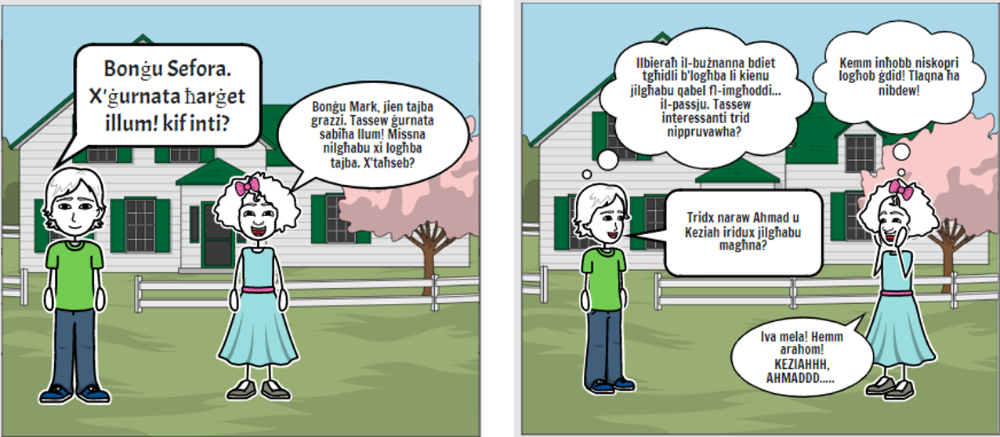 Bonġu Sefora.
X'ġurnata ħarġet
illum! kif inti?
Bonġu Mark, jien tajba
grazzi. Tassew ġurnata
sabiħa llum! Missna
nilgħabu xi logħba
tajba. X'taħseb?
Ilbieraħ il-bużnanna bdiet
tgħidli b'logħba li kienu
jilgħabu qabel fl-imgħoddi...
il-passju. Tassew
interessanti trid
nippruvawha?
Kemm inħobb niskopri
logħob ġdid! Tlaqna ħa
nibdew!
Tridx naraw Ahmad u
Keziah iridux jilgħabu
magħna?
Iva mela! Hemm
arahom!
KEZIAHHH,
AHMADDD.....